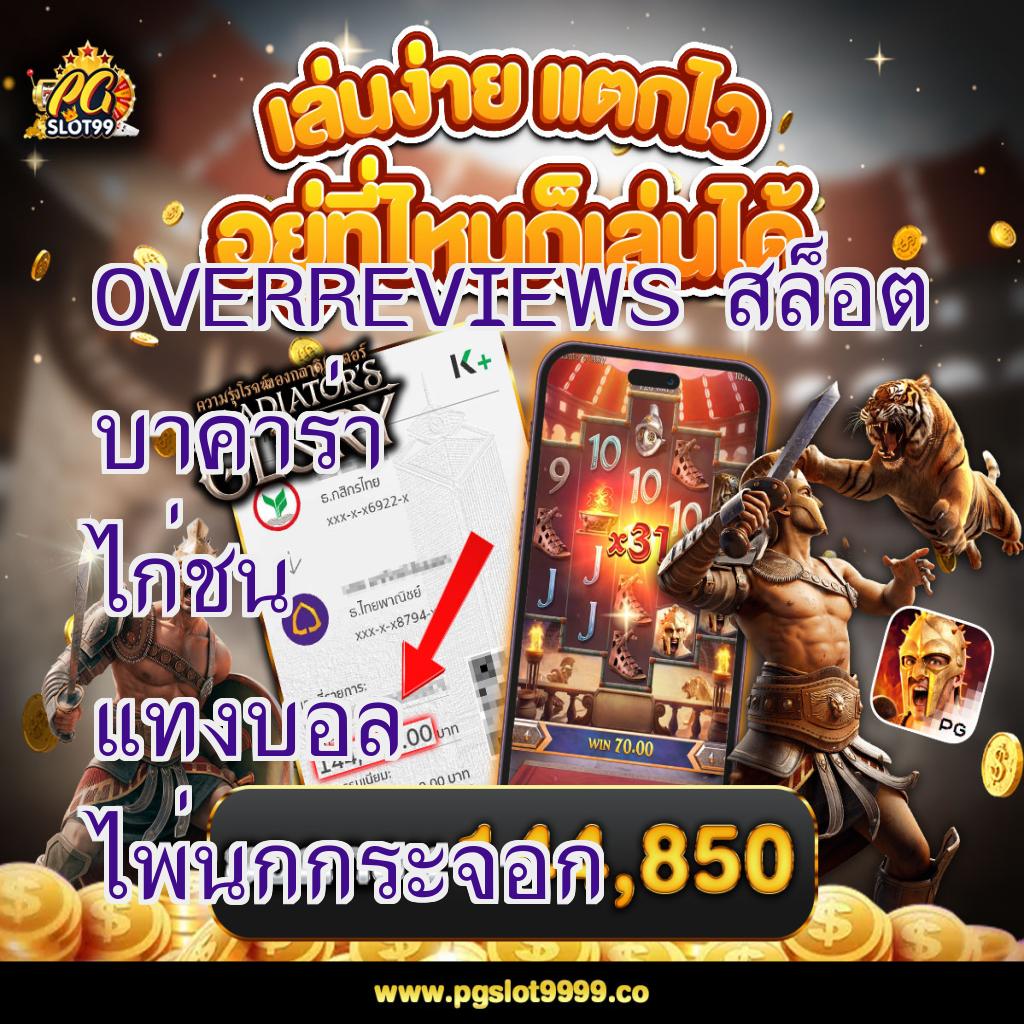 PG
SLOT99
เล่นง่าย แตกไว
อยู่ที่ไหนก็เล่นได้
OVERREVIEWS สล็อต
บาคาร่า
ไก่ชน
แทงบอล
ไพ่นกกระจอก
K+
ธ.กสิกรไทย
xxx-x-x6922-x
ธ.ไทยพาณิชย์
xxx-x-x8794-
บาท
9
10
10
10
x31
J
J
J
WIN 70.00
PG
,850
www.pgslot9999.co